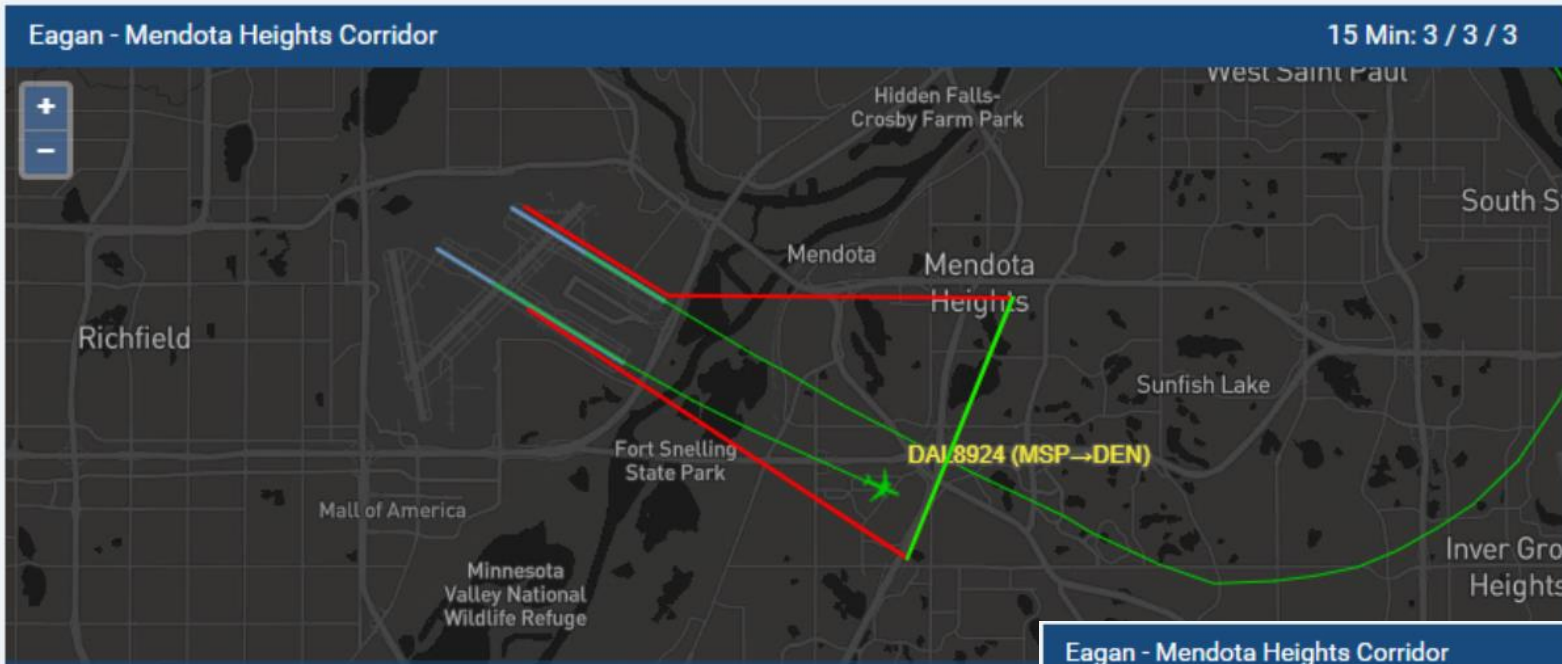 Eagan - Mendota Heights Corridor
15 Min: 3 / 3 / 3
+
−
West Saint Paul
Hidden Falls-
Crosby Farm Park
South S
Mendota
Mendota
Heights
Richfield
Sunfish Lake
DAL8924 (MSP→DEN)
Fort Snelling
State Park
Mall of America
Inver Gro
Heights
Minnesota
Valley National
Wildlife Refuge
Eagan - Mendota Heights Corridor